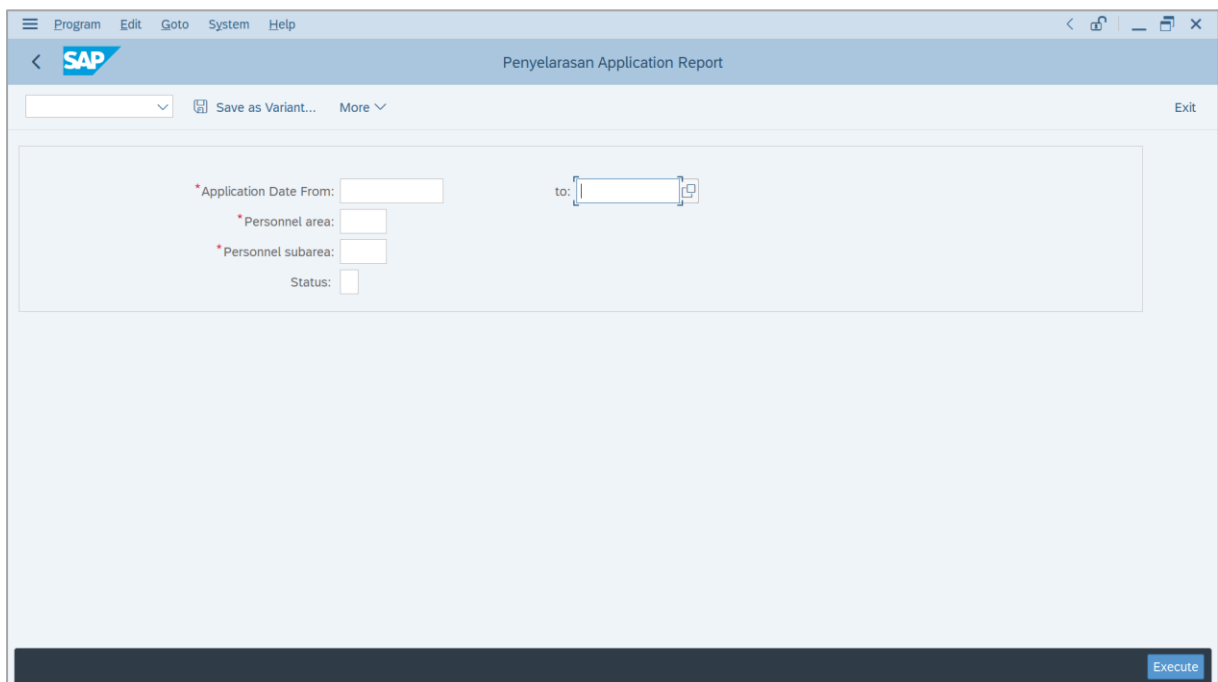 Program Edit Goto System Help
SAP Penyelarasan Application Report
Save as Variant... More Exit
*Application Date From: to:
*Personnel area:
*Personnel subarea:
Status:
Execute